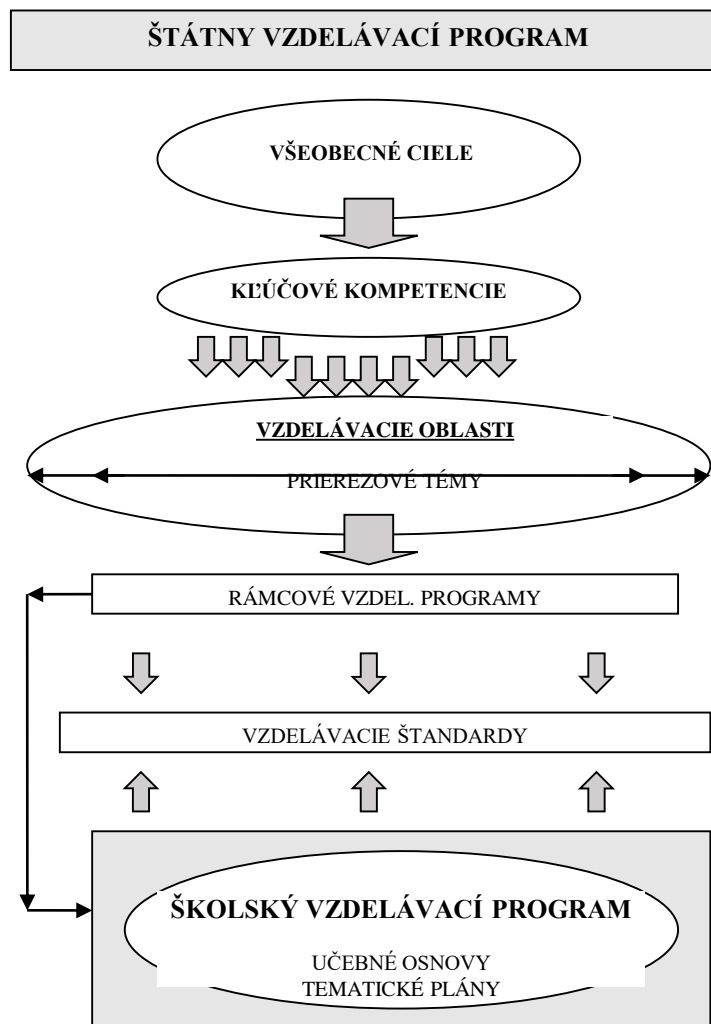 ŠTÁTNY VZDELÁVACÍ PROGRAM
VŠEOBECNÉ CIELE
KĽÚČOVÉ KOMPETENCIE
VZDELÁVACIE OBLASTI
PRIEREZOVÉ TÉMY
RÁMCOVÉ VZDEL. PROGRAMY
VZDELÁVACIE ŠTANDARDY
ŠKOLSKÝ VZDELÁVACÍ PROGRAM
UČEBNÉ OSNOVY
TEMATICKÉ PLÁNY